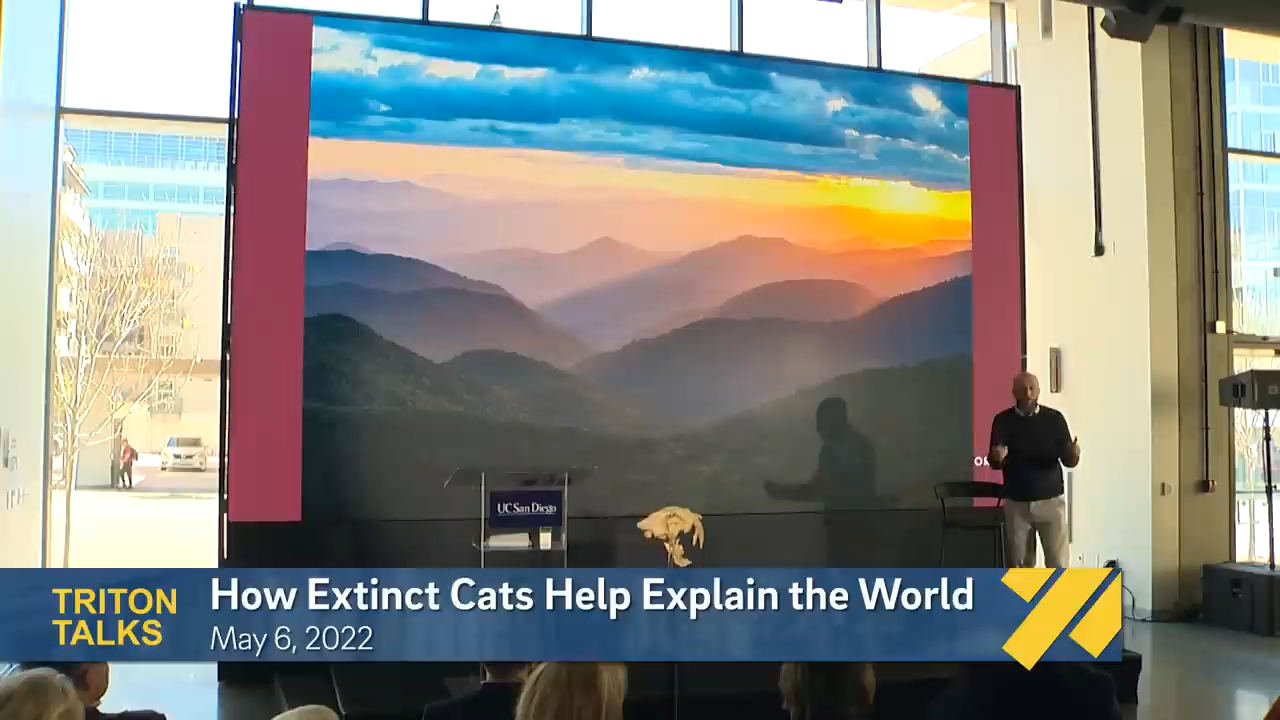 UC San Diego
TRITON
TALKS
How Extinct Cats Help Explain the World
May 6, 2022